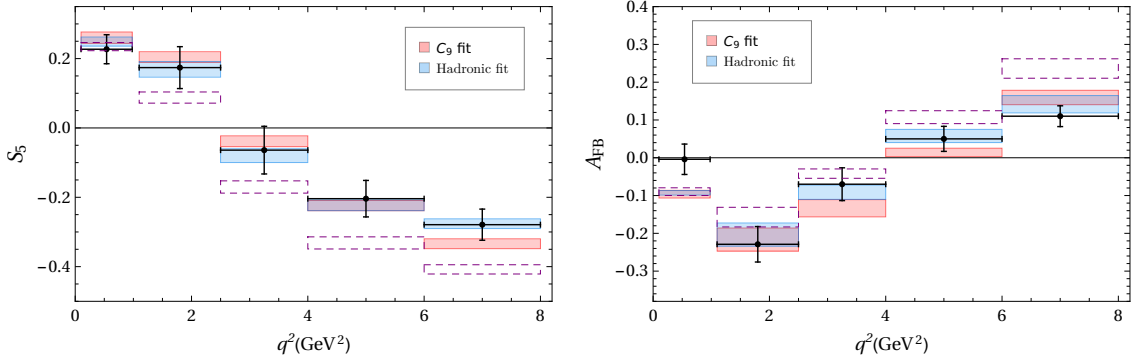 S₅
0.2
0.0
−0.2
−0.4
0 2 4 6 8
q²(GeV²)
C₉ fit
Hadronic fit
A_FB
0.4
0.3
0.2
0.1
0.0
−0.1
−0.2
−0.3
0 2 4 6 8
q²(GeV²)
C₉ fit
Hadronic fit